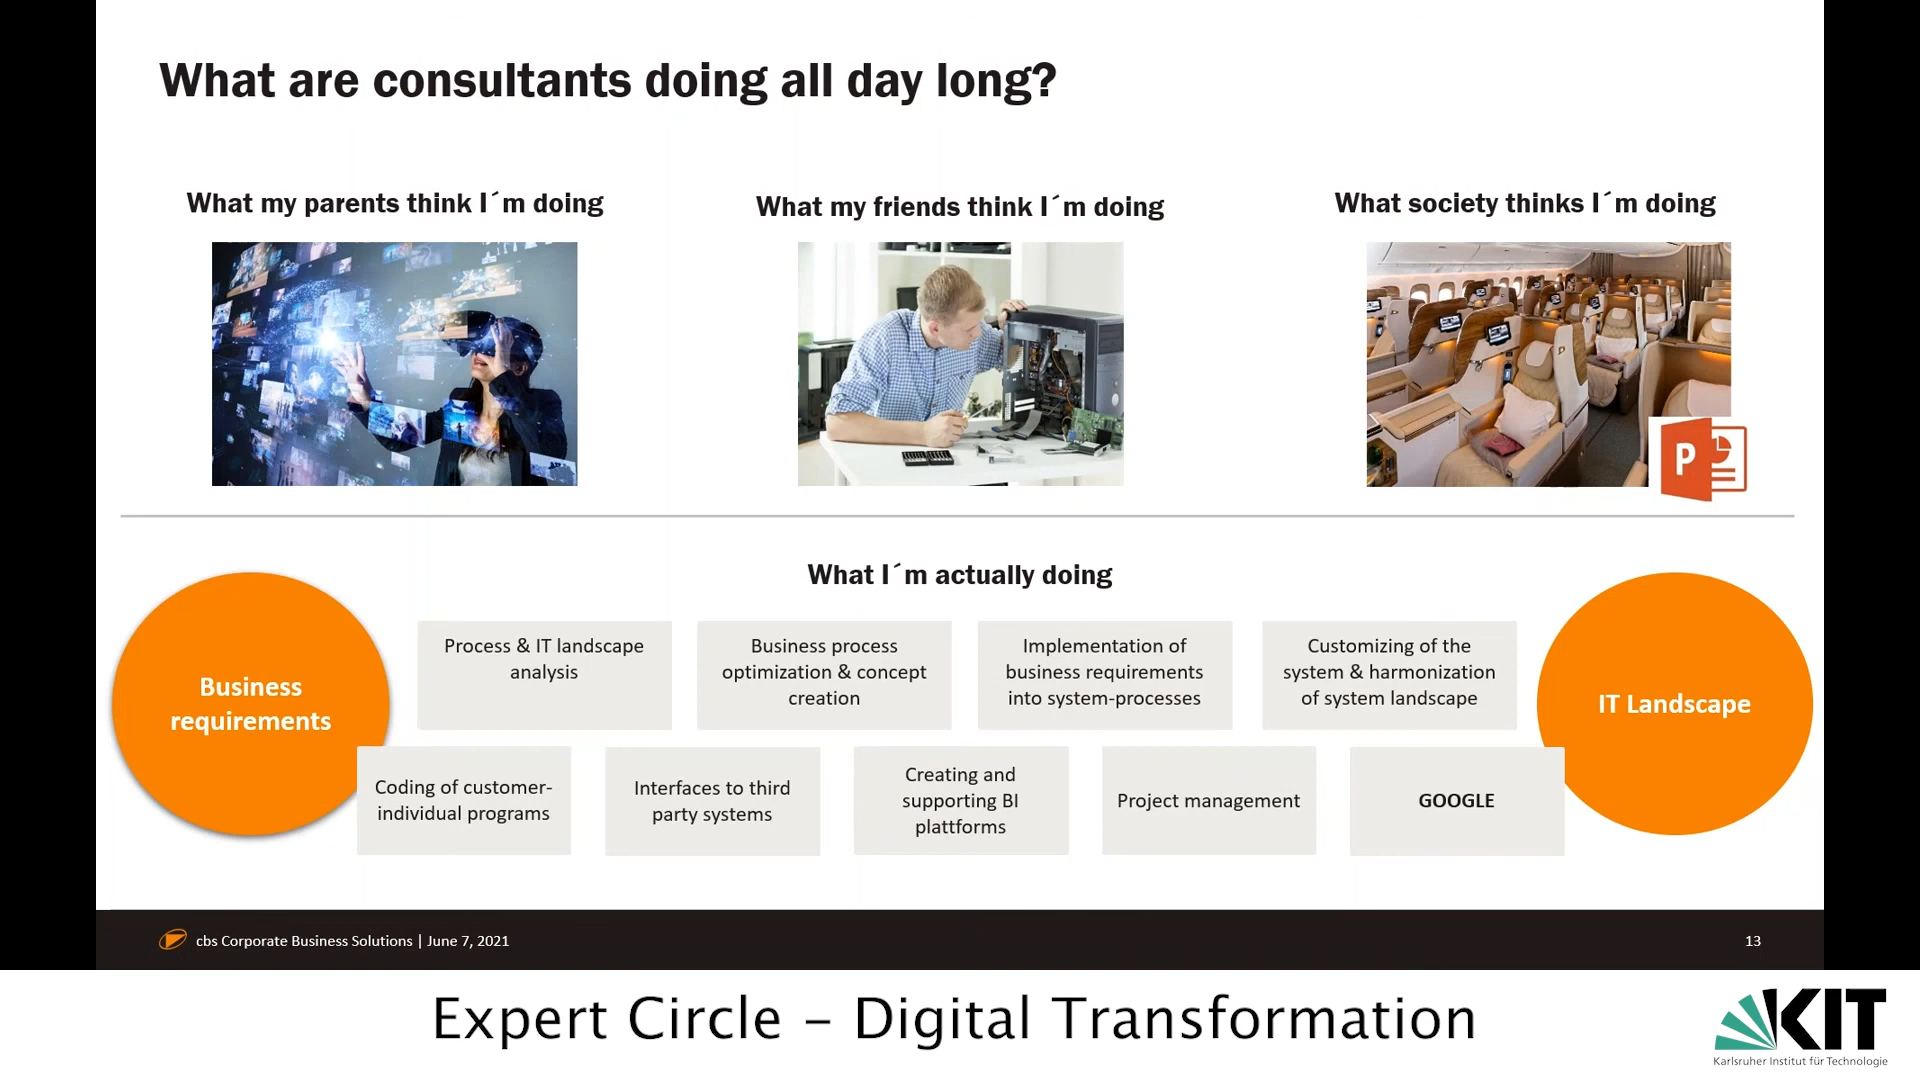 What are consultants doing all day long?
What my parents think I´m doing
What my friends think I´m doing
What society thinks I´m doing
P
What I´m actually doing
Business
requirements
Process & IT landscape
analysis
Business process
optimization & concept
creation
Implementation of
business requirements
into system-processes
Customizing of the
system & harmonization
of system landscape
IT Landscape
Coding of customer-
individual programs
Interfaces to third
party systems
Creating and
supporting BI
plattforms
Project management
GOOGLE
cbs Corporate Business Solutions | June 7, 2021
13
Expert Circle – Digital Transformation
KIT
Karlsruher Institut für Technologie